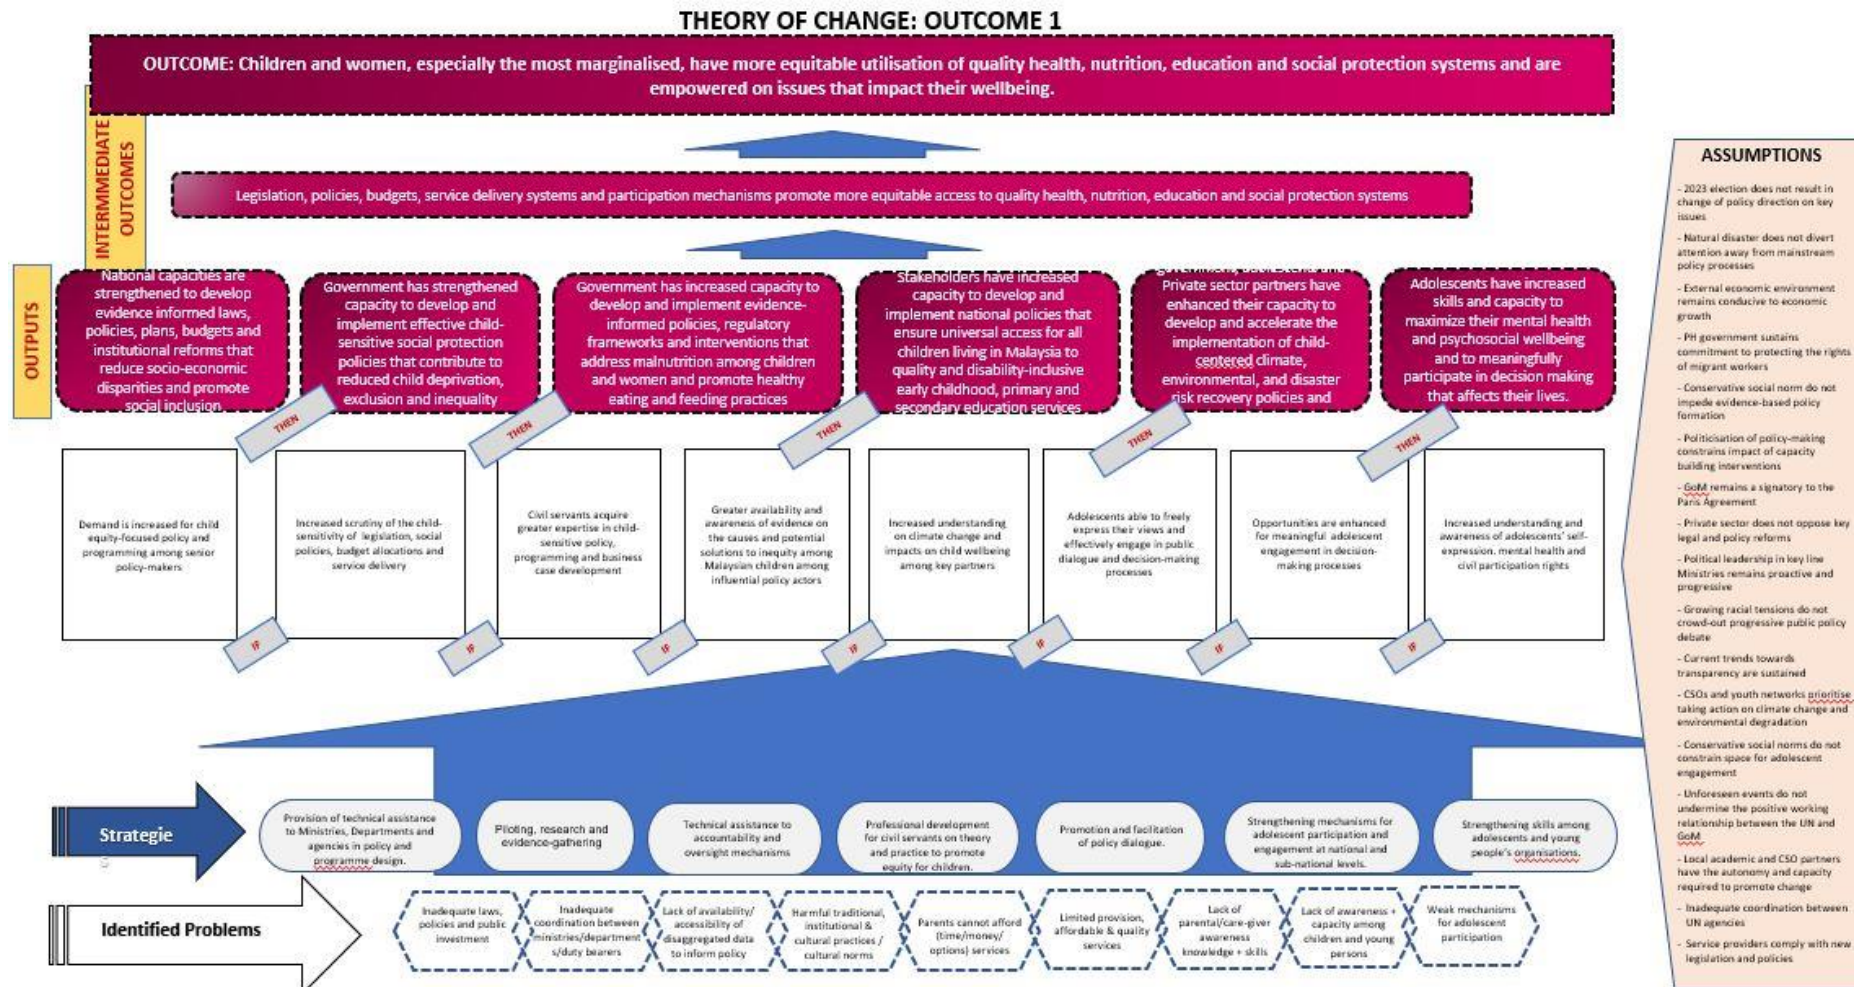 THEORY OF CHANGE: OUTCOME 1
OUTCOME: Children and women, especially the most marginalised, have more equitable utilisation of quality health, nutrition, education and social protection systems and are
empowered on issues that impact their wellbeing.
INTERMMEDIATE
OUTCOMES
Legislation, policies, budgets, service delivery systems and participation mechanisms promote more equitable access to quality health, nutrition, education and social protection systems
OUTPUTS
National capacities are
strengthened to develop
evidence informed laws,
policies, plans, budgets and
institutional reforms that
reduce socio-economic
disparities and promote
social inclusion
Government has strengthened
capacity to develop and
implement effective child-
sensitive social protection
policies that contribute to
reduced child deprivation,
exclusion and inequality
Government has increased capacity to
develop and implement evidence-
informed policies, regulatory
frameworks and interventions that
address malnutrition among children
and women and promote healthy
eating and feeding practices
Stakeholders have increased
capacity to develop and
implement national policies that
ensure universal access for all
children living in Malaysia to
quality and disability-inclusive
early childhood, primary and
secondary education services
government, adolescents and
Private sector partners have
enhanced their capacity to
develop and accelerate the
implementation of child-
centered climate,
environmental, and disaster
risk recovery policies and
Adolescents have increased
skills and capacity to
maximize their mental health
and psychosocial wellbeing
and to meaningfully
participate in decision making
that affects their lives.
THEN
THEN
THEN
THEN
THEN
Demand is increased for child
equity-focused policy and
programming among senior
policy-makers
Increased scrutiny of the child-
sensitivity of legislation, social
policies, budget allocations and
service delivery
Civil servants acquire
greater expertise in child-
sensitive policy,
programming and business
case development
Greater availability and
awareness of evidence on
the causes and potential
solutions to inequity among
Malaysian children among
influential policy actors
Increased understanding
on climate change and
impacts on child wellbeing
among key partners
Adolescents able to freely
express their views and
effectively engage in public
dialogue and decision-making
processes
Opportunities are enhanced
for meaningful adolescent
engagement in decision-
making processes
Increased understanding and
awareness of adolescents' self-
expression. mental health and
civil participation rights
IF
IF
IF
IF
IF
IF
IF
Strategie
s
Provision of technical assistance
to Ministries, Departments and
agencies in policy and
programme design.
Piloting, research and
evidence-gathering
Technical assistance to
accountability and
oversight mechanisms
Professional development
for civil servants on theory
and practice to promote
equity for children.
Promotion and facilitation
of policy dialogue.
Strengthening mechanisms for
adolescent participation and
engagement at national and
sub-national levels.
Strengthening skills among
adolescents and young
people's organisations.
Identified Problems
Inadequate laws,
policies and public
investment
Inadequate
coordination between
ministries/department
s/duty bearers
Lack of availability/
accessibility of
disaggregated data
to inform policy
Harmful traditional,
institutional &
cultural practices /
cultural norms
Parents cannot afford
(time/money/
options) services
Limited provision,
affordable & quality
services
Lack of
parental/care-giver
awareness
knowledge + skills
Lack of awareness +
capacity among
children and young
persons
Weak mechanisms
for adolescent
participation
ASSUMPTIONS
- 2023 election does not result in
change of policy direction on key
issues
- Natural disaster does not divert
attention away from mainstream
policy processes
- External economic environment
remains conducive to economic
growth
- PH government sustains
commitment to protecting the rights
of migrant workers
- Conservative social norm do not
impede evidence-based policy
formation
- Politicisation of policy-making
constrains impact of capacity
building interventions
- GoM remains a signatory to the
Paris Agreement
- Private sector does not oppose key
legal and policy reforms
- Political leadership in key line
Ministries remains proactive and
progressive
- Growing racial tensions do not
crowd-out progressive public policy
debate
- Current trends towards
transparency are sustained
- CSOs and youth networks prioritise
taking action on climate change and
environmental degradation
- Conservative social norms do not
constrain space for adolescent
engagement
- Unforeseen events do not
undermine the positive working
relationship between the UN and
GoM
- Local academic and CSO partners
have the autonomy and capacity
required to promote change
- Inadequate coordination between
UN agencies
- Service providers comply with new
legislation and policies